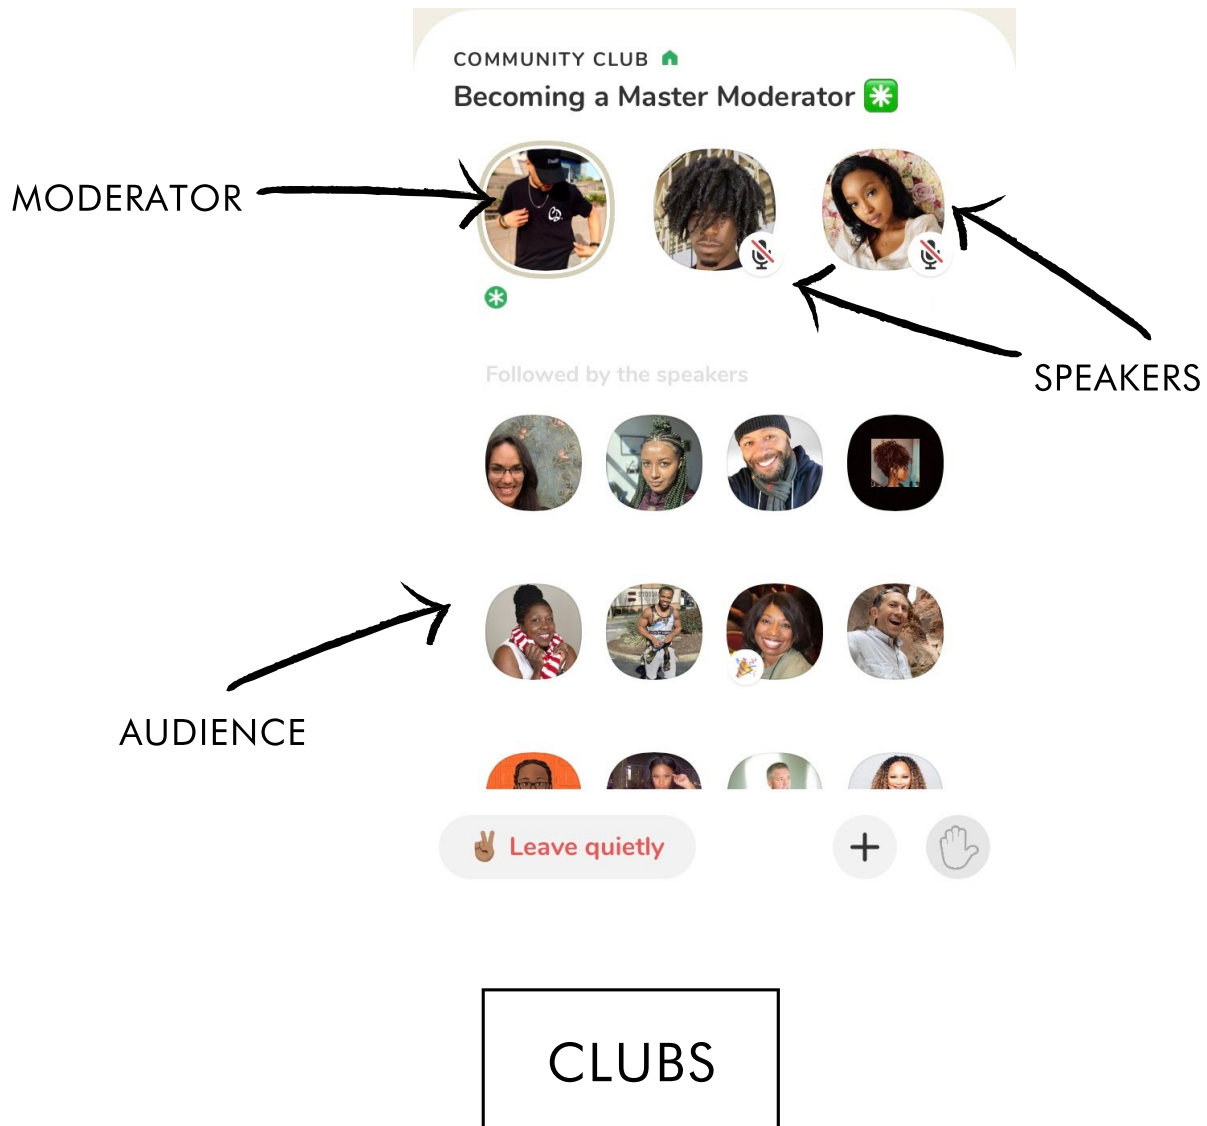 COMMUNITY CLUB
Becoming a Master Moderator
MODERATOR
SPEAKERS
Followed by the speakers
AUDIENCE
✌🏽 Leave quietly
+
CLUBS